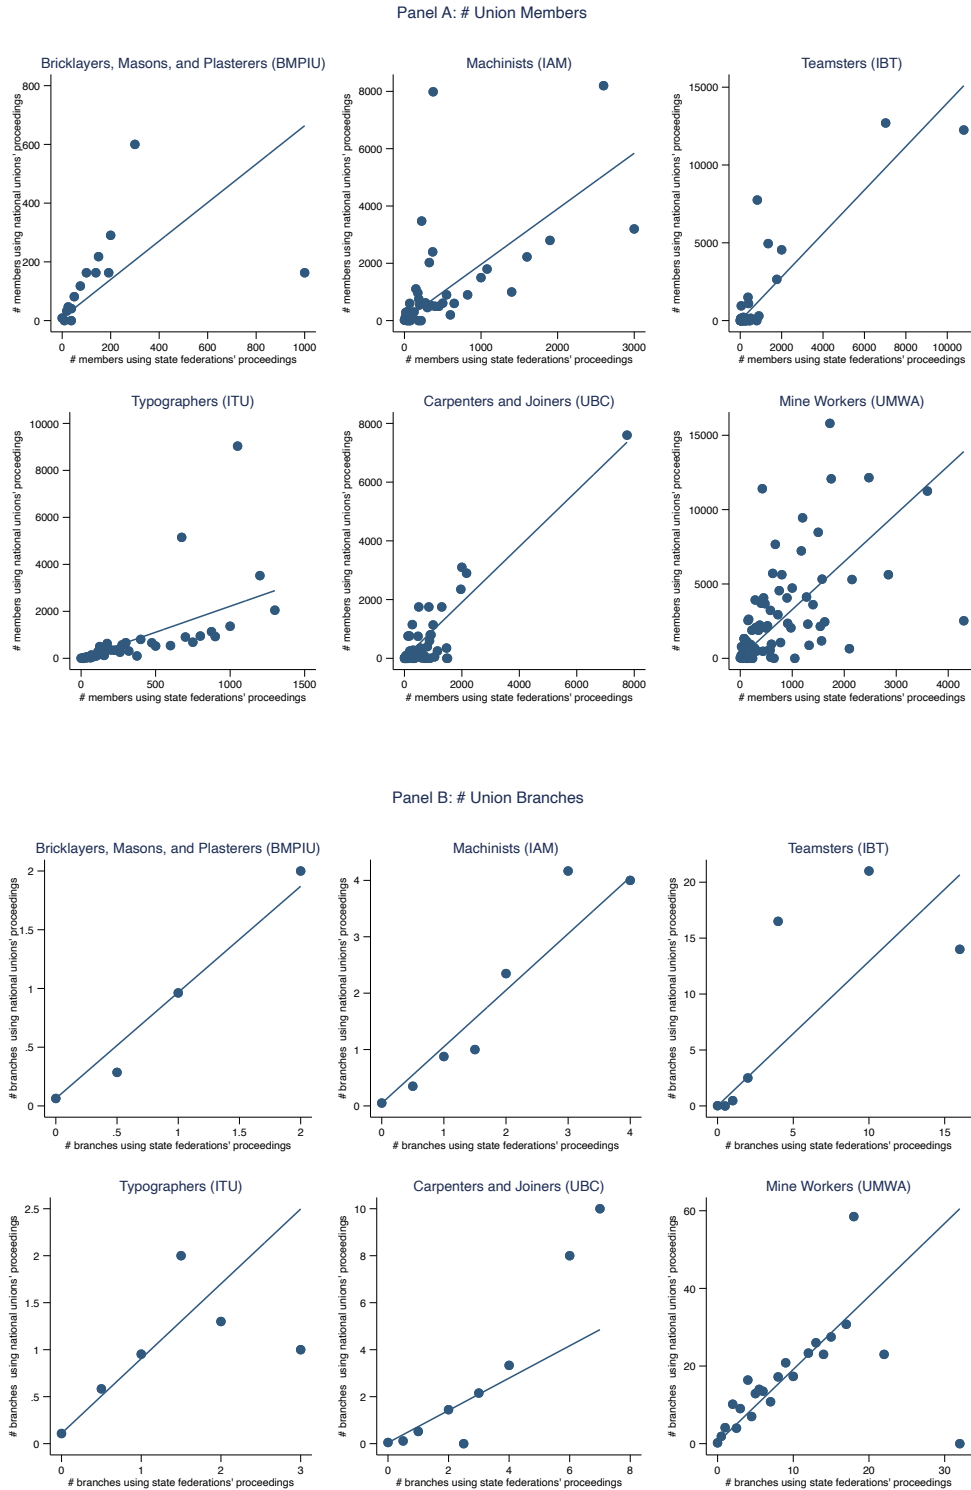 Panel A: # Union Members
Bricklayers, Masons, and Plasterers (BMPIU)
# members using national unions' proceedings
800
600
400
200
0
0 200 400 600 800 1000
# members using state federations' proceedings
Machinists (IAM)
# members using national unions' proceedings
8000
6000
4000
2000
0
0 1000 2000 3000
# members using state federations' proceedings
Teamsters (IBT)
# members using national unions' proceedings
15000
10000
5000
0
0 2000 4000 6000 8000 10000
# members using state federations' proceedings
Typographers (ITU)
# members using national unions' proceedings
10000
8000
6000
4000
2000
0
0 500 1000 1500
# members using state federations' proceedings
Carpenters and Joiners (UBC)
# members using national unions' proceedings
8000
6000
4000
2000
0
0 2000 4000 6000 8000
# members using state federations' proceedings
Mine Workers (UMWA)
# members using national unions' proceedings
15000
10000
5000
0
0 1000 2000 3000 4000
# members using state federations' proceedings
Panel B: # Union Branches
Bricklayers, Masons, and Plasterers (BMPIU)
# branches  using national unions' proceedings
2
1.5
1
.5
0
0 .5 1 1.5 2
# branches using state federations' proceedings
Machinists (IAM)
# branches  using national unions' proceedings
4
3
2
1
0
0 1 2 3 4
# branches using state federations' proceedings
Teamsters (IBT)
# branches  using national unions' proceedings
20
15
10
5
0
0 5 10 15
# branches using state federations' proceedings
Typographers (ITU)
# branches  using national unions' proceedings
2.5
2
1.5
1
.5
0
0 1 2 3
# branches using state federations' proceedings
Carpenters and Joiners (UBC)
# branches  using national unions' proceedings
10
8
6
4
2
0
0 2 4 6 8
# branches using state federations' proceedings
Mine Workers (UMWA)
# branches  using national unions' proceedings
60
40
20
0
0 10 20 30
# branches using state federations' proceedings